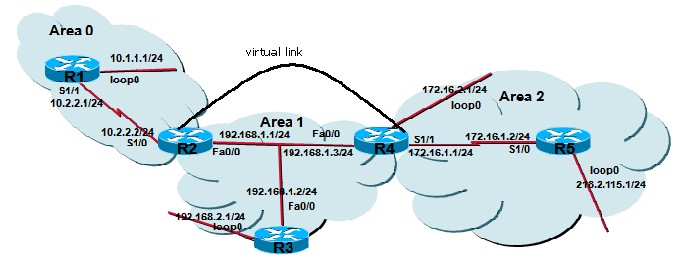 Area 0
10.1.1.1/24
loop0
R1
S1/1
10.2.2.1/24
10.2.2.2/24
S1/0
R2
virtual link
Area 1
192.168.1.1/24
Fa0/0
Fa0/0
192.168.1.3/24
R4
192.168.1.2/24
Fa0/0
192.168.2.1/24
loop0
R3
172.16.2.1/24
loop0
Area 2
S1/1
172.16.1.1/24
172.16.1.2/24
S1/0
R5
loop0
218.2.115.1/24